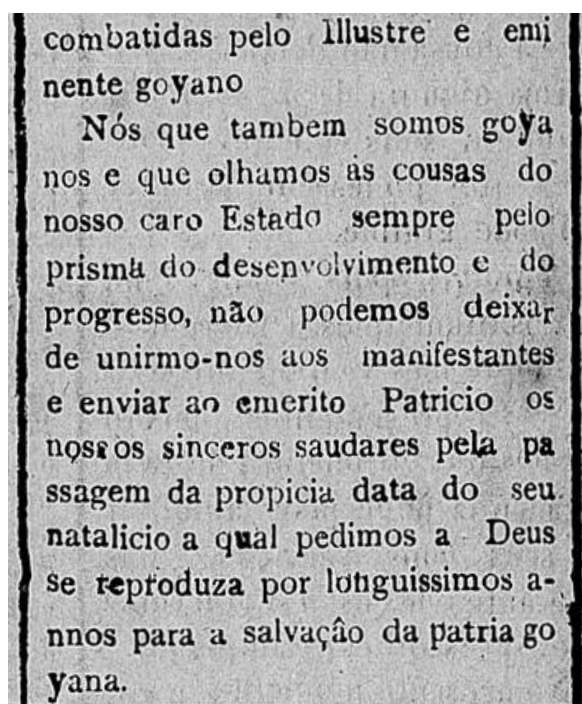 combatidas pelo Illustre e emi
nente goyano
Nós que tambem somos goya
nos e que olhamos ás cousas do
nosso caro Estado sempre pelo
prisma do desenvolvimento e do
progresso, não podemos deixar
de unirmo-nos aos manifestantes
e enviar ao emerito Patricio os
nossos sinceros saudares pela pa
ssagem da propicia data do seu
natalicio a qual pedimos a Deus
se reproduza por longuissimos a-
nnos para a salvação da patria go
yana.